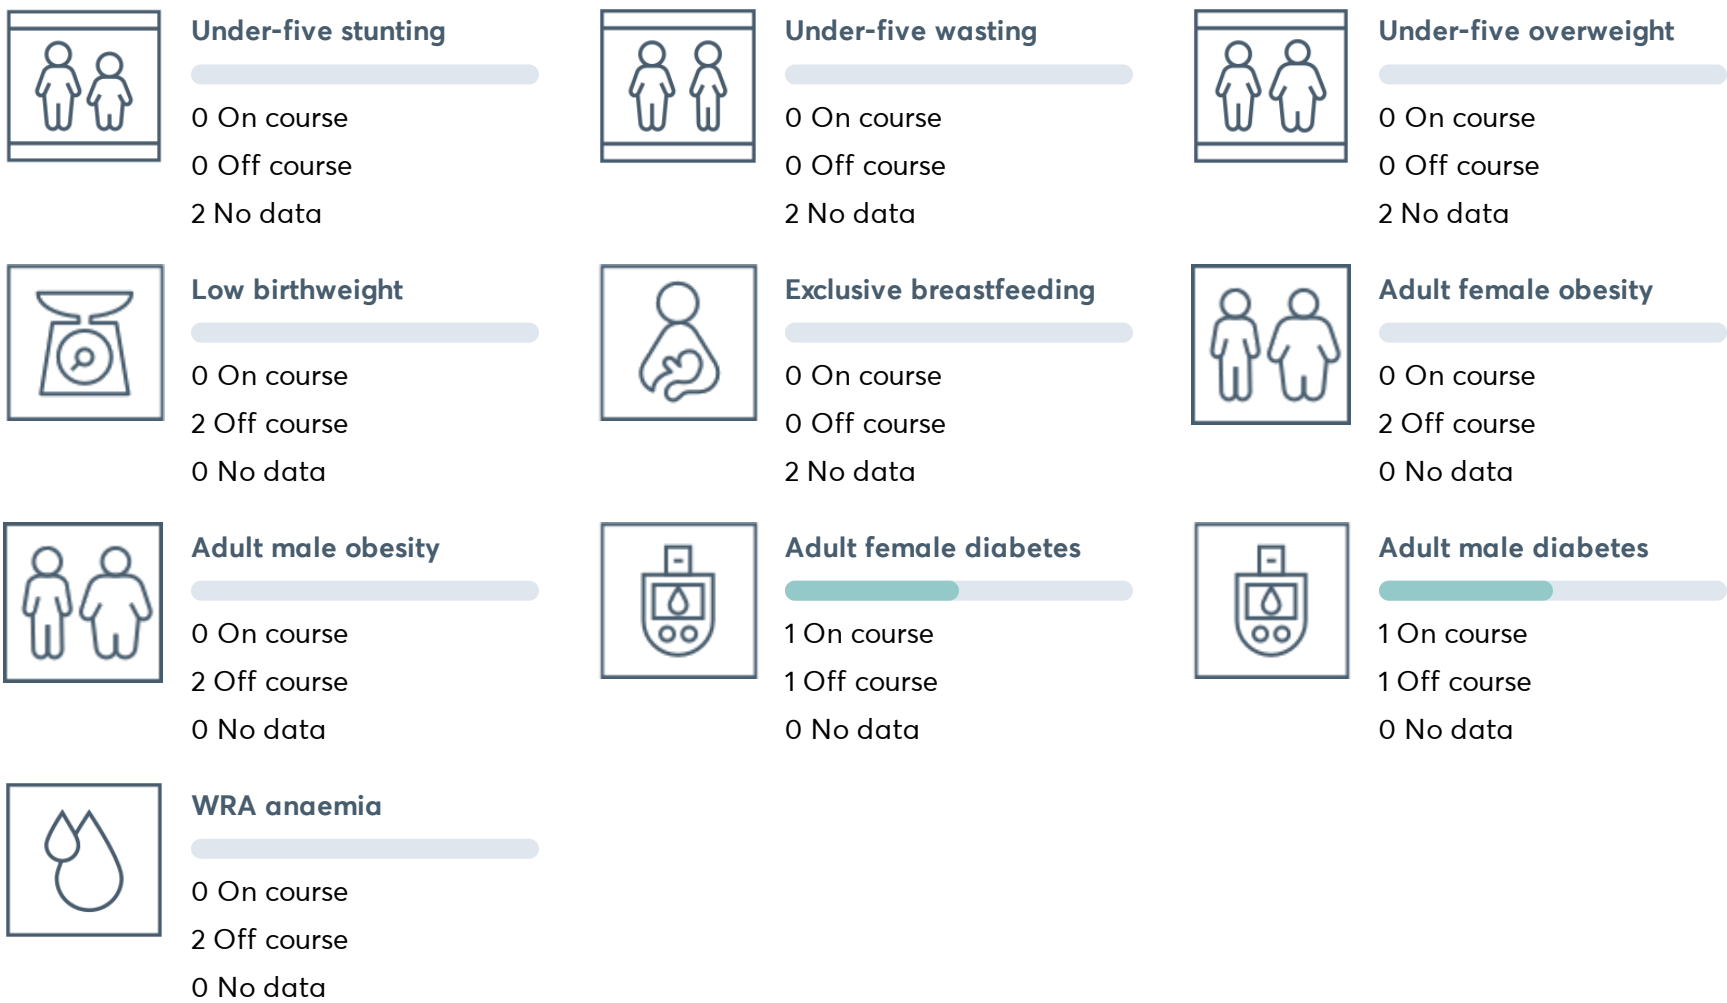 Under-five stunting
0 On course
0 Off course
2 No data
Under-five wasting
0 On course
0 Off course
2 No data
Under-five overweight
0 On course
0 Off course
2 No data
Low birthweight
0 On course
2 Off course
0 No data
Exclusive breastfeeding
0 On course
0 Off course
2 No data
Adult female obesity
0 On course
2 Off course
0 No data
Adult male obesity
0 On course
2 Off course
0 No data
Adult female diabetes
1 On course
1 Off course
0 No data
Adult male diabetes
1 On course
1 Off course
0 No data
WRA anaemia
0 On course
2 Off course
0 No data